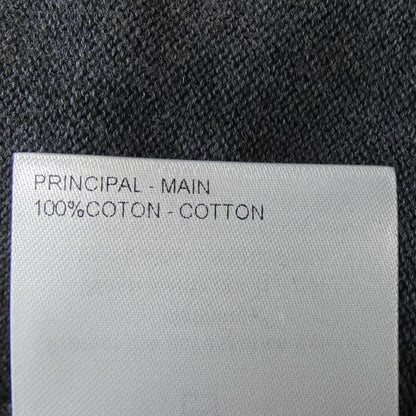 PRINCIPAL - MAIN
100%COTON - COTTON